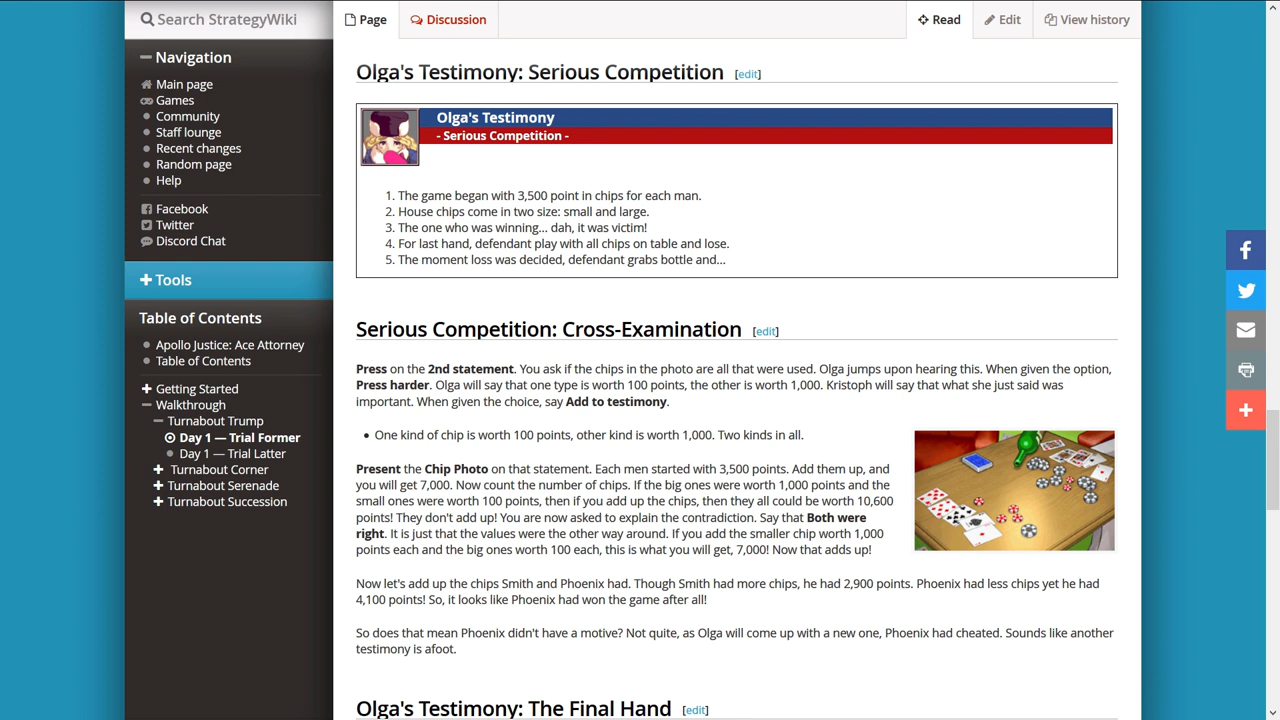 Search StrategyWiki
Page
Discussion
Read
Edit
View history
Navigation
Main page
Games
Community
Staff lounge
Recent changes
Random page
Help
Facebook
Twitter
Discord Chat
Tools
Table of Contents
Apollo Justice: Ace Attorney
Table of Contents
Getting Started
Walkthrough
Turnabout Trump
Day 1 — Trial Former
Day 1 — Trial Latter
Turnabout Corner
Turnabout Serenade
Turnabout Succession
Olga's Testimony: Serious Competition [edit]
Olga's Testimony
- Serious Competition -
1. The game began with 3,500 point in chips for each man.
2. House chips come in two size: small and large.
3. The one who was winning... dah, it was victim!
4. For last hand, defendant play with all chips on table and lose.
5. The moment loss was decided, defendant grabs bottle and...
Serious Competition: Cross-Examination [edit]
Press on the 2nd statement. You ask if the chips in the photo are all that were used. Olga jumps upon hearing this. When given the option,
Press harder. Olga will say that one type is worth 100 points, the other is worth 1,000. Kristoph will say that what she just said was
important. When given the choice, say Add to testimony.
• One kind of chip is worth 100 points, other kind is worth 1,000. Two kinds in all.
Present the Chip Photo on that statement. Each men started with 3,500 points. Add them up, and
you will get 7,000. Now count the number of chips. If the big ones were worth 1,000 points and the
small ones were worth 100 points, then if you add up the chips, then they all could be worth 10,600
points! They don't add up! You are now asked to explain the contradiction. Say that Both were
right. It is just that the values were the other way around. If you add the smaller chip worth 1,000
points each and the big ones worth 100 each, this is what you will get, 7,000! Now that adds up!
Now let's add up the chips Smith and Phoenix had. Though Smith had more chips, he had 2,900 points. Phoenix had less chips yet he had
4,100 points! So, it looks like Phoenix had won the game after all!
So does that mean Phoenix didn't have a motive? Not quite, as Olga will come up with a new one, Phoenix had cheated. Sounds like another
testimony is afoot.
Olga's Testimony: The Final Hand [edit]